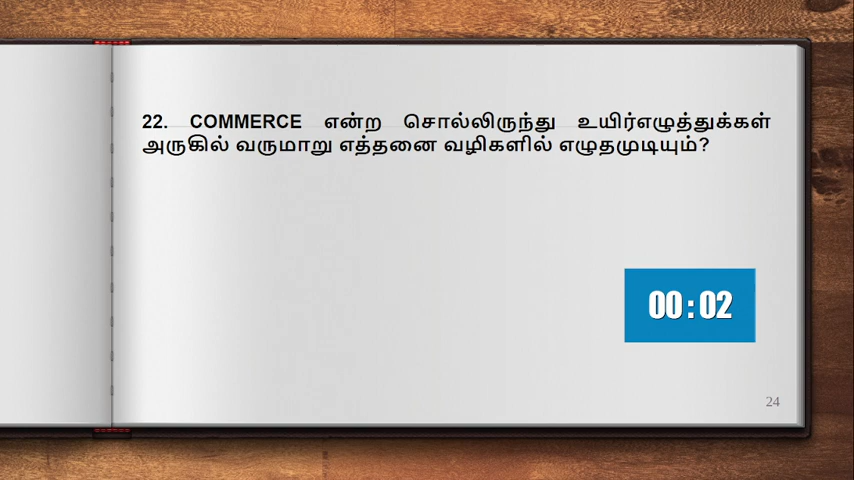 22. COMMERCE என்ற சொல்லிருந்து உயிர்எழுத்துக்கள்
அருகில் வருமாறு எத்தனை வழிகளில் எழுதமுடியும்?
00:02
24